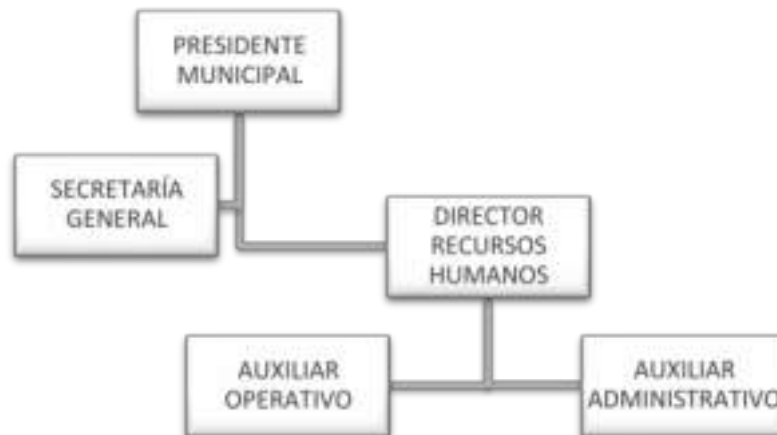 PRESIDENTE
MUNICIPAL
SECRETARÍA
GENERAL
DIRECTOR
RECURSOS
HUMANOS
AUXILIAR
OPERATIVO
AUXILIAR
ADMINISTRATIVO